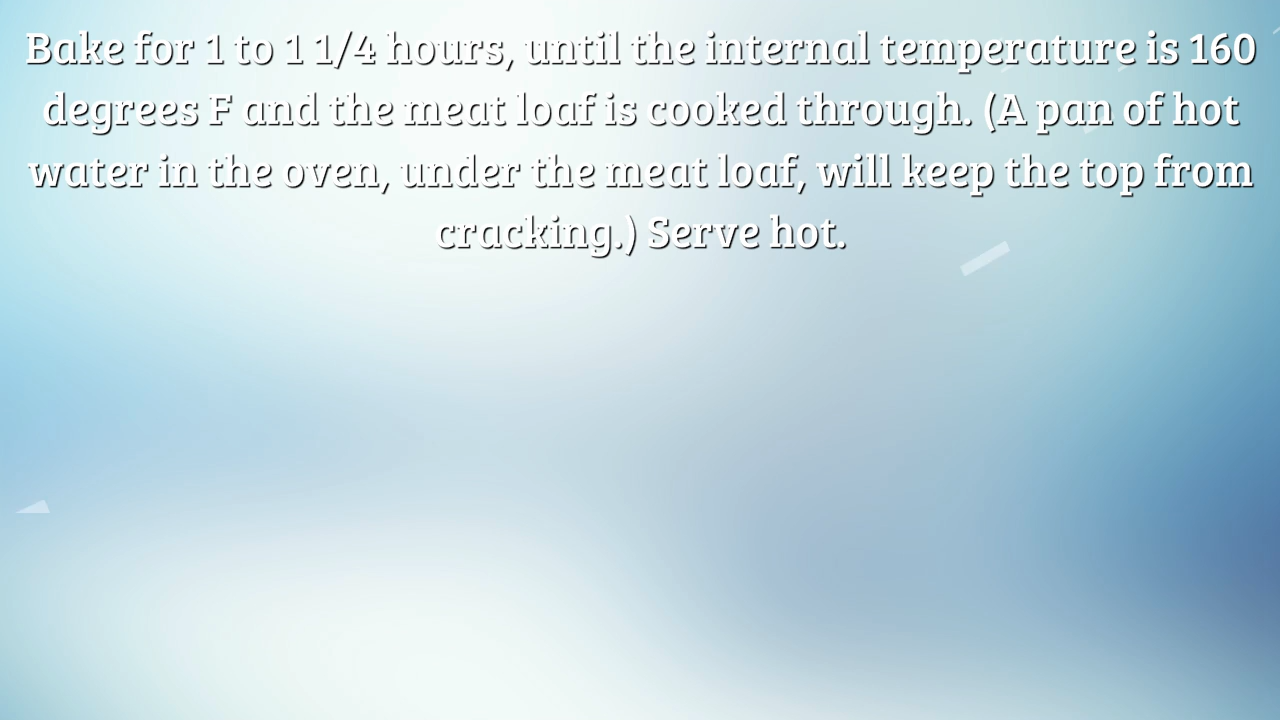 Bake for 1 to 1 1/4 hours, until the internal temperature is 160
degrees F and the meat loaf is cooked through. (A pan of hot
water in the oven, under the meat loaf, will keep the top from
cracking.) Serve hot.